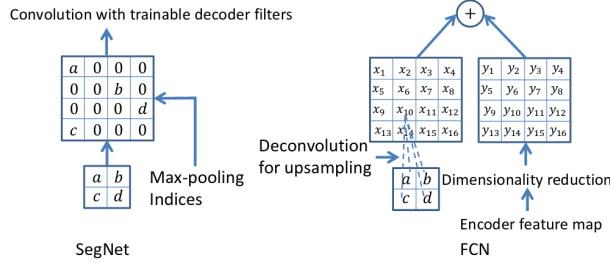 Convolution with trainable decoder filters
a 0 0 0
0 0 b 0
0 0 0 d
c 0 0 0
Max-pooling
Indices
a b
c d
SegNet
+
x1 x2 x3 x4
x5 x6 x7 x8
x9 x10 x11 x12
x13 x14 x15 x16
y1 y2 y3 y4
y5 y6 y7 y8
y9 y10 y11 y12
y13 y14 y15 y16
Deconvolution
for upsampling
a b
c d
Dimensionality reduction
Encoder feature map
FCN